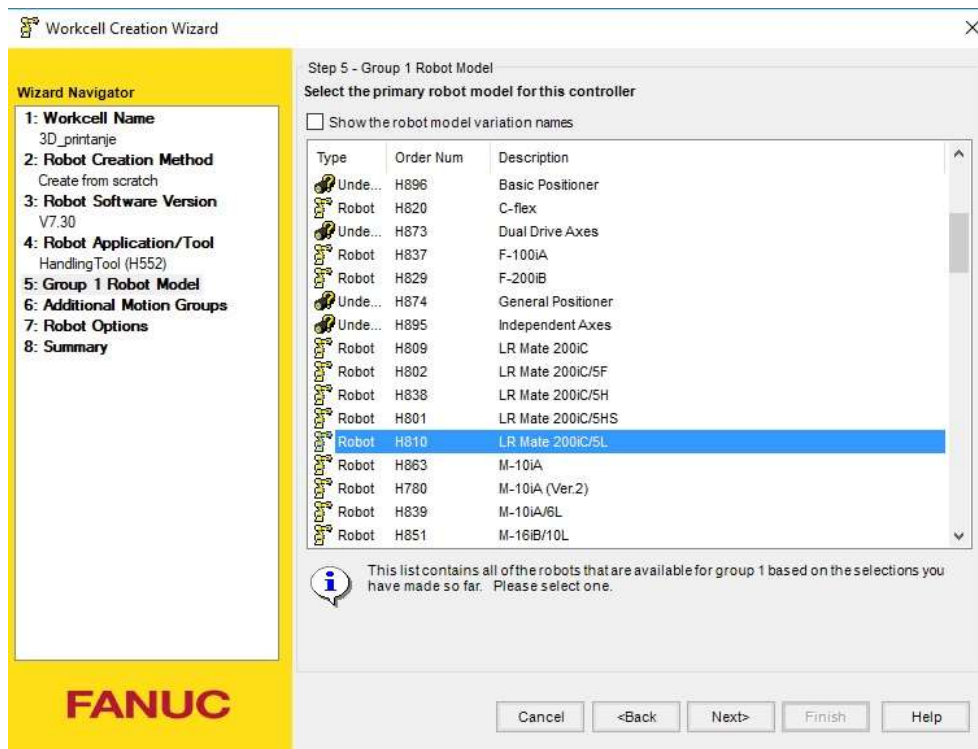 Workcell Creation Wizard
Wizard Navigator
1: Workcell Name
3D_printanje
2: Robot Creation Method
Create from scratch
3: Robot Software Version
V7.30
4: Robot Application/Tool
HandlingTool (H552)
5: Group 1 Robot Model
6: Additional Motion Groups
7: Robot Options
8: Summary
FANUC
Step 5 - Group 1 Robot Model
Select the primary robot model for this controller
Show the robot model variation names
Type Order Num Description
Unde... H896 Basic Positioner
Robot H820 C-flex
Unde... H873 Dual Drive Axes
Robot H837 F-100iA
Robot H829 F-200iB
Unde... H874 General Positioner
Unde... H895 Independent Axes
Robot H809 LR Mate 200iC
Robot H802 LR Mate 200iC/5F
Robot H838 LR Mate 200iC/5H
Robot H801 LR Mate 200iC/5HS
Robot H810 LR Mate 200iC/5L
Robot H863 M-10iA
Robot H780 M-10iA (Ver.2)
Robot H839 M-10iA/6L
Robot H851 M-16iB/10L
This list contains all of the robots that are available for group 1 based on the selections you
have made so far. Please select one.
Cancel <Back Next> Finish Help